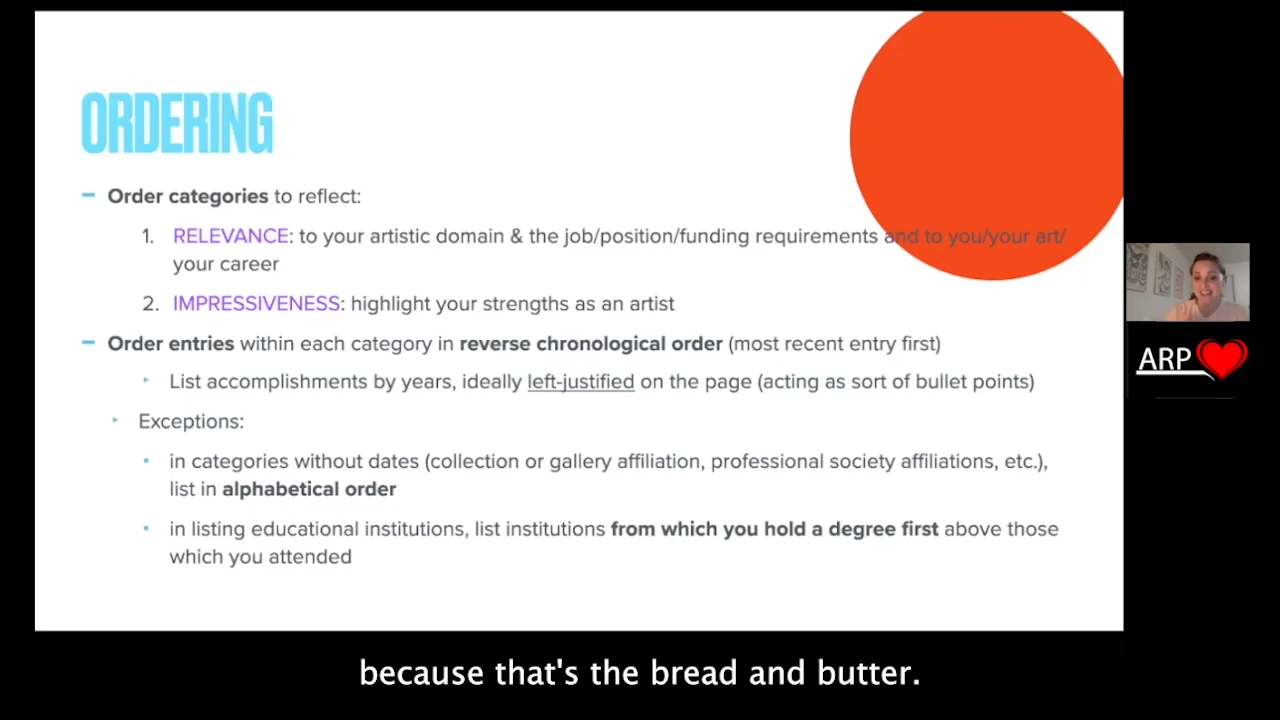 ORDERING
– Order categories to reflect:
1. RELEVANCE: to your artistic domain & the job/position/funding requirements and to you/your art/
your career
2. IMPRESSIVENESS: highlight your strengths as an artist
– Order entries within each category in reverse chronological order (most recent entry first)
‣ List accomplishments by years, ideally left-justified on the page (acting as sort of bullet points)
‣ Exceptions:
• in categories without dates (collection or gallery affiliation, professional society affiliations, etc.),
list in alphabetical order
• in listing educational institutions, list institutions from which you hold a degree first above those
which you attended
ARP
because that's the bread and butter.